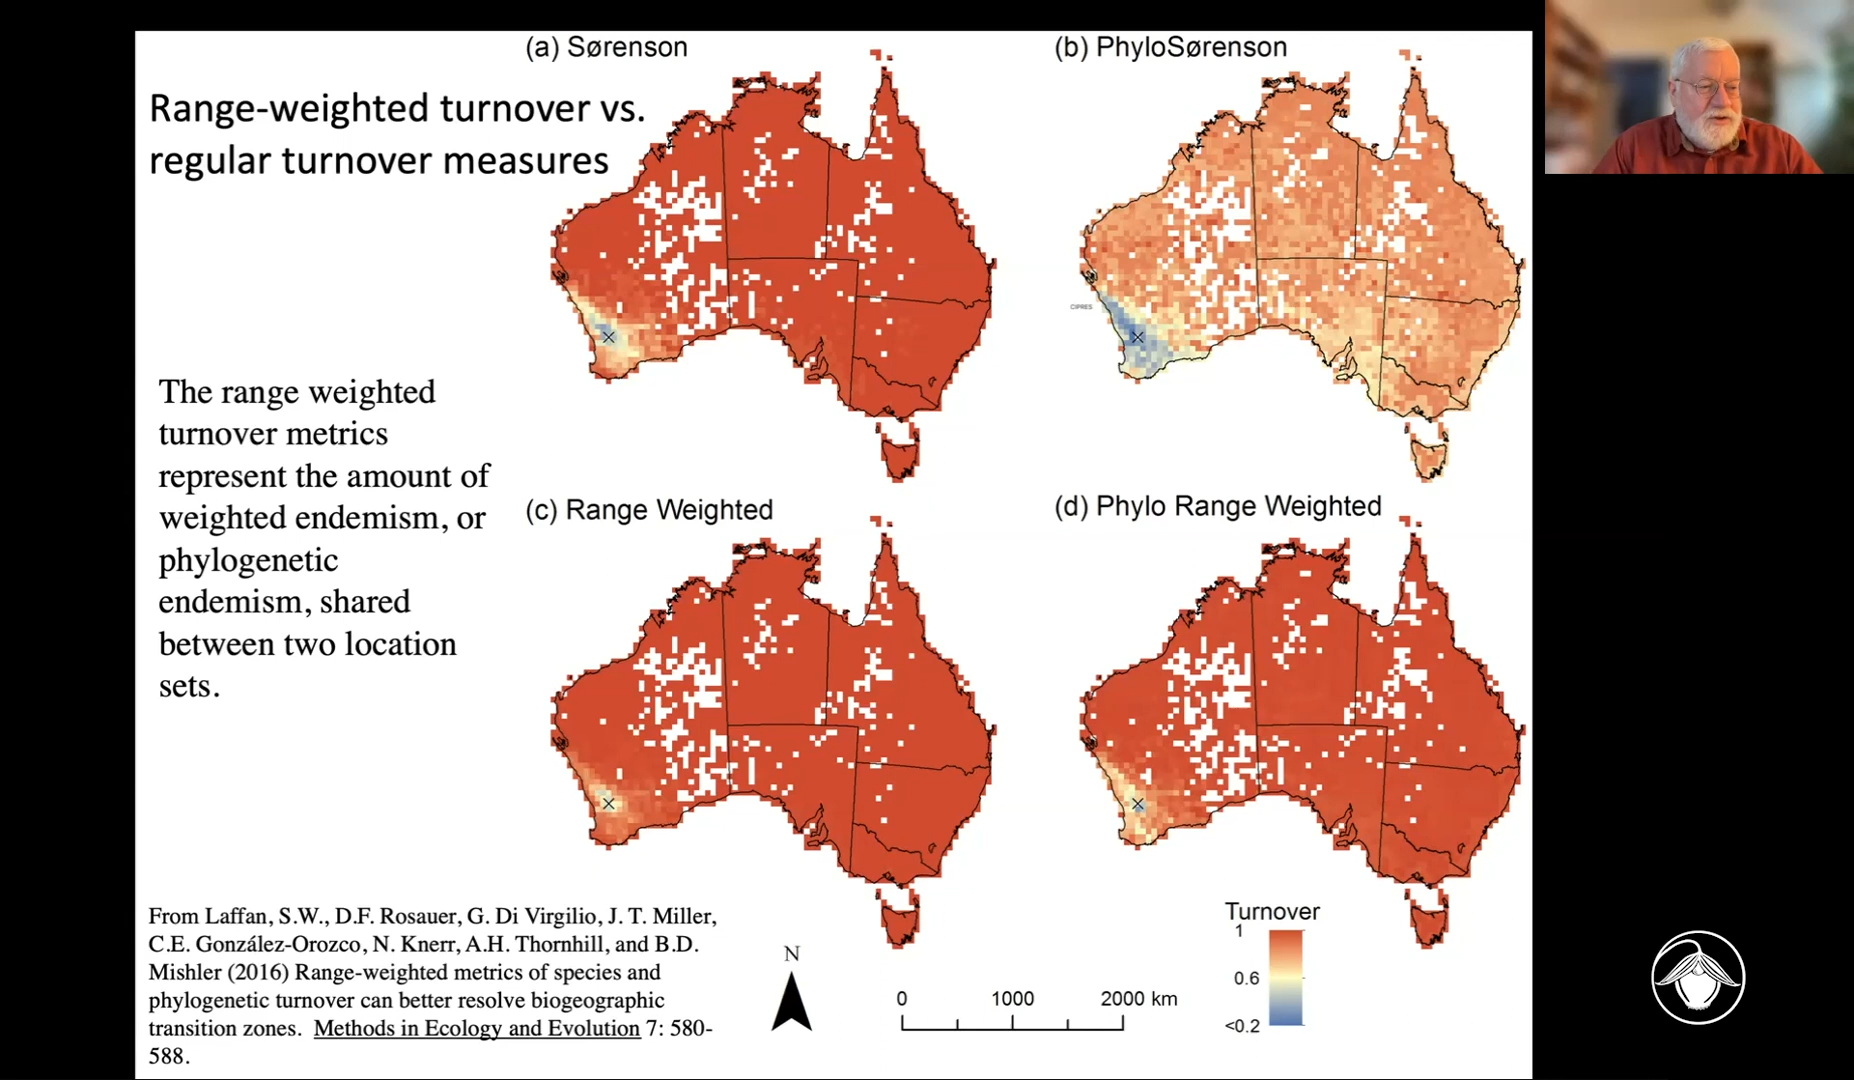 Range-weighted turnover vs.
regular turnover measures
The range weighted
turnover metrics
represent the amount of
weighted endemism, or
phylogenetic
endemism, shared
between two location
sets.
(a) Sørenson
(b) PhyloSørenson
CIPRES
(c) Range Weighted
(d) Phylo Range Weighted
From Laffan, S.W., D.F. Rosauer, G. Di Virgilio, J. T. Miller,
C.E. González-Orozco, N. Knerr, A.H. Thornhill, and B.D.
Mishler (2016) Range-weighted metrics of species and
phylogenetic turnover can better resolve biogeographic
transition zones. Methods in Ecology and Evolution 7: 580-
588.
N
0 1000 2000 km
Turnover
1
0.6
<0.2